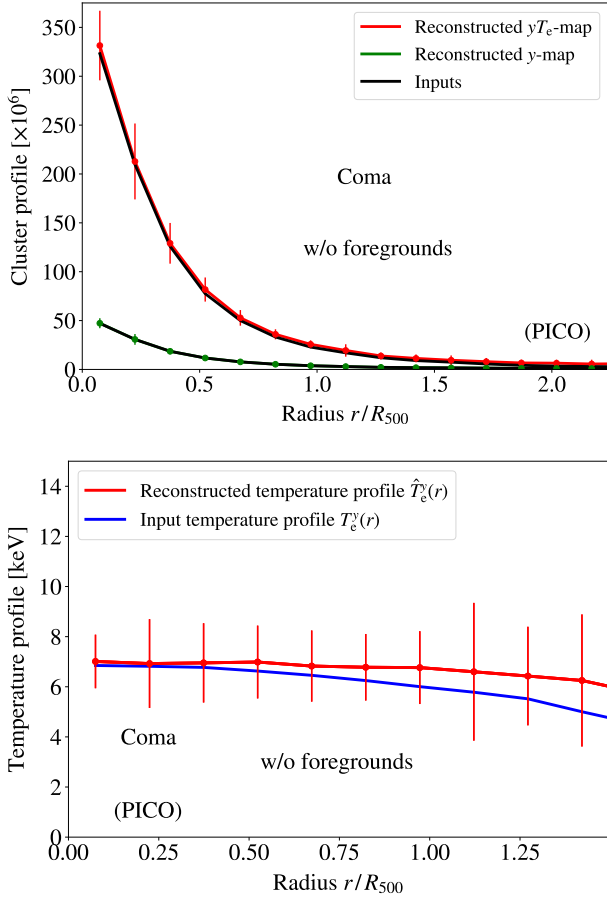 Cluster profile [×10⁶]
350
300
250
200
150
100
50
0
Reconstructed yTₑ-map
Reconstructed y-map
Inputs
Coma
w/o foregrounds
(PICO)
0.0 0.5 1.0 1.5 2.0
Radius r/R₅₀₀
Temperature profile [keV]
14
12
10
8
6
4
2
0
Reconstructed temperature profile T̂ₑʸ(r)
Input temperature profile Tₑʸ(r)
Coma
w/o foregrounds
(PICO)
0.00 0.25 0.50 0.75 1.00 1.25
Radius r/R₅₀₀